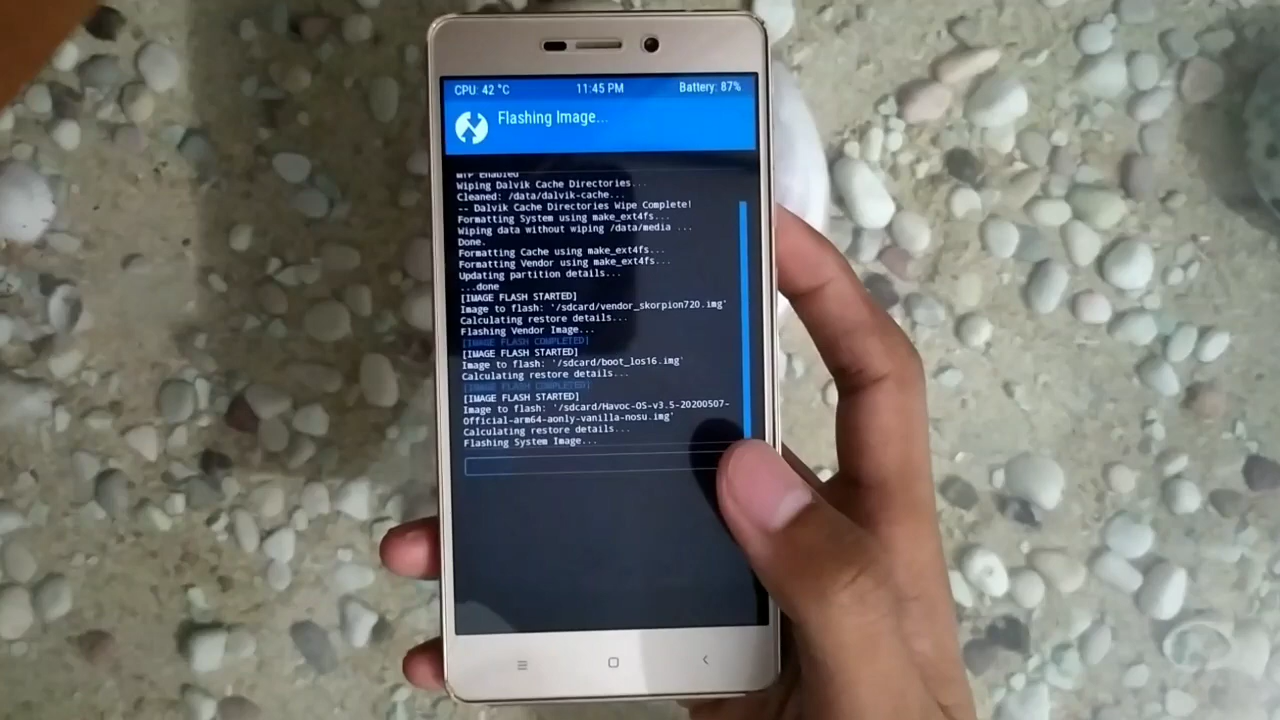 CPU: 42 °C 11:45 PM Battery: 87%
Flashing Image...
MTP Enabled
Wiping Dalvik Cache Directories...
Cleaned: /data/dalvik-cache...
-- Dalvik Cache Directories Wipe Complete!
Formatting System using make_ext4fs...
Wiping data without wiping /data/media ...
Done.
Formatting Cache using make_ext4fs...
Formatting Vendor using make_ext4fs...
Updating partition details...
...done
[IMAGE FLASH STARTED]
Image to flash: '/sdcard/vendor_skorpion720.img'
Calculating restore details...
Flashing Vendor Image...
[IMAGE FLASH COMPLETED]
[IMAGE FLASH STARTED]
Image to flash: '/sdcard/boot_los16.img'
Calculating restore details...
[IMAGE FLASH COMPLETED]
[IMAGE FLASH STARTED]
Image to flash: '/sdcard/Havoc-OS-v3.5-20200507-
Official-arm64-aonly-vanilla-nosu.img'
Calculating restore details...
Flashing System Image...